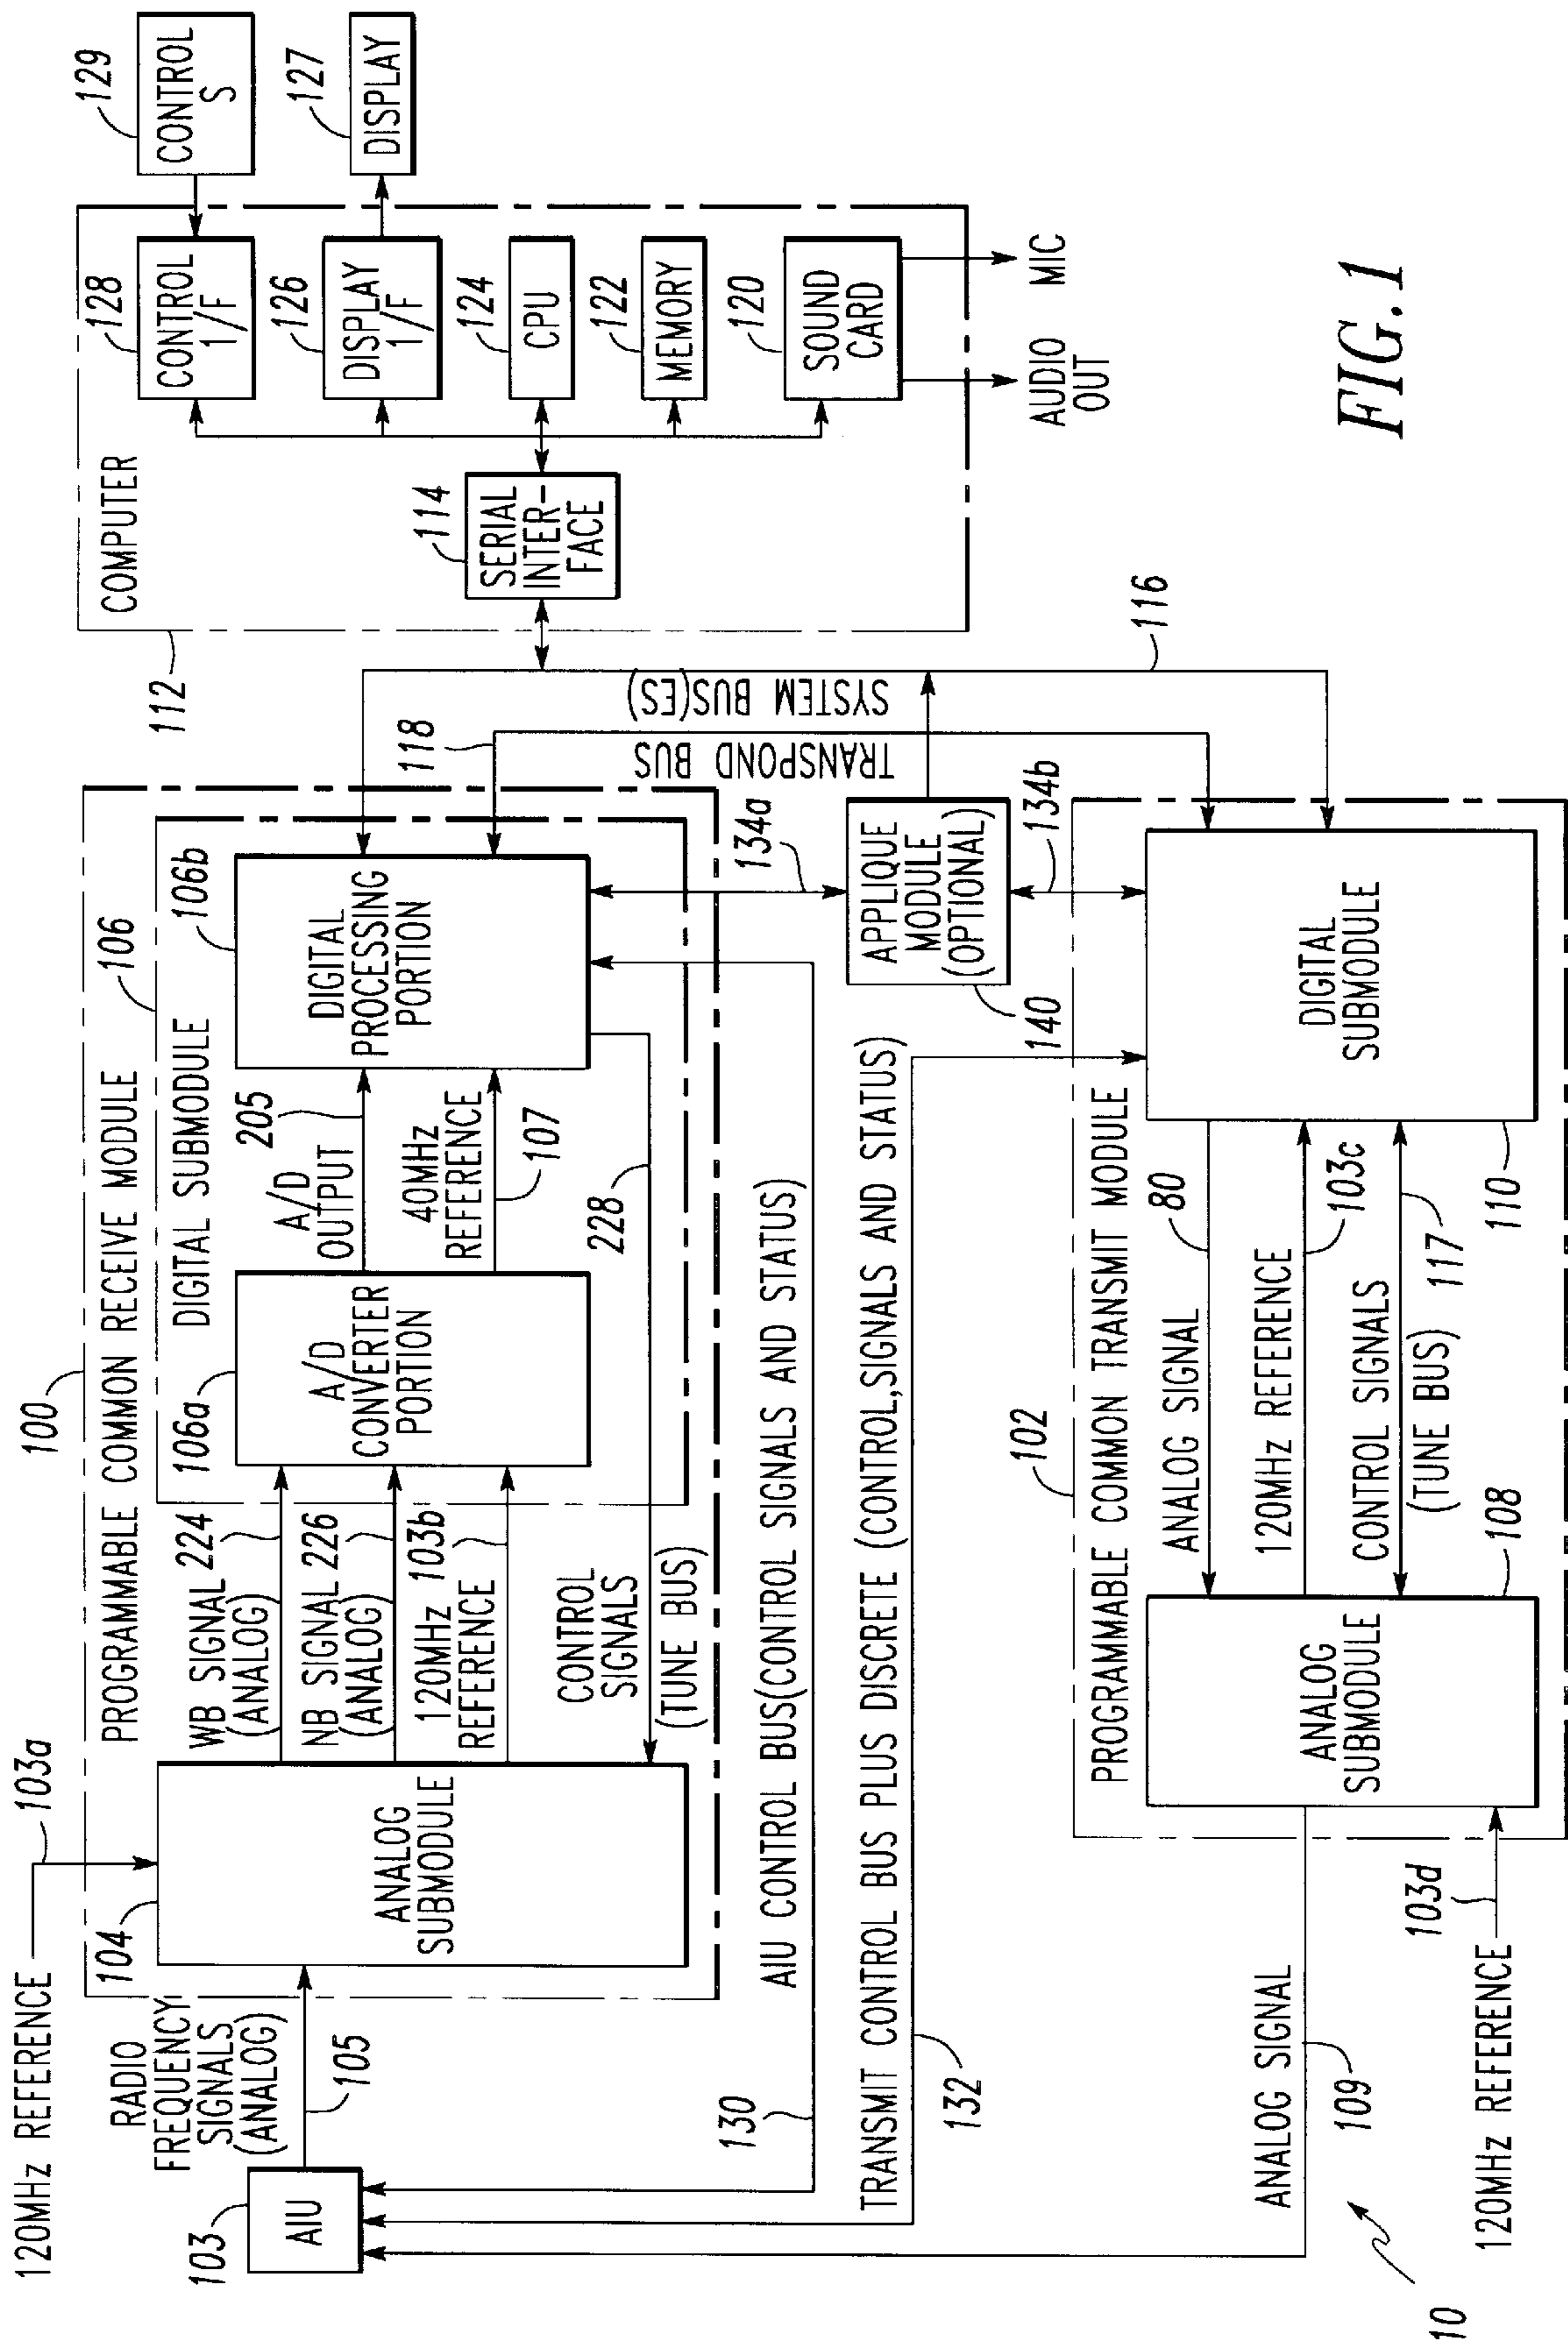 120MHz REFERENCE
103a
100
PROGRAMMABLE COMMON RECEIVE MODULE
106
DIGITAL SUBMODULE
104
ANALOG
SUBMODULE
RADIO
FREQUENCY
SIGNALS
(ANALOG)
105
103
AIU
WB SIGNAL 224
(ANALOG)
NB SIGNAL 226
(ANALOG)
120MHz 103b
REFERENCE
CONTROL
SIGNALS
(TUNE BUS)
228
106a
A/D
CONVERTER
PORTION
A/D
OUTPUT
205
40MHz
REFERENCE
107
106b
DIGITAL
PROCESSING
PORTION
118
TRANSPOND BUS
SYSTEM BUS(ES)
116
112
COMPUTER
114
SERIAL
INTER-
FACE
128
CONTROL
1/F
126
DISPLAY
1/F
124
CPU
122
MEMORY
120
SOUND
CARD
129
CONTROL
S
127
DISPLAY
AUDIO
OUT
MIC
130
AIU CONTROL BUS(CONTROL SIGNALS AND STATUS)
132
TRANSMIT CONTROL BUS PLUS DISCRETE (CONTROL,SIGNALS AND STATUS)
134a
APPLIQUE
MODULE
(OPTIONAL)
140
134b
102
PROGRAMMABLE COMMON TRANSMIT MODULE
ANALOG
SUBMODULE
108
ANALOG SIGNAL
80
120MHz REFERENCE
103c
CONTROL SIGNALS
(TUNE BUS)
117
DIGITAL
SUBMODULE
110
ANALOG SIGNAL
109
120MHz REFERENCE
103d
10
FIG.1